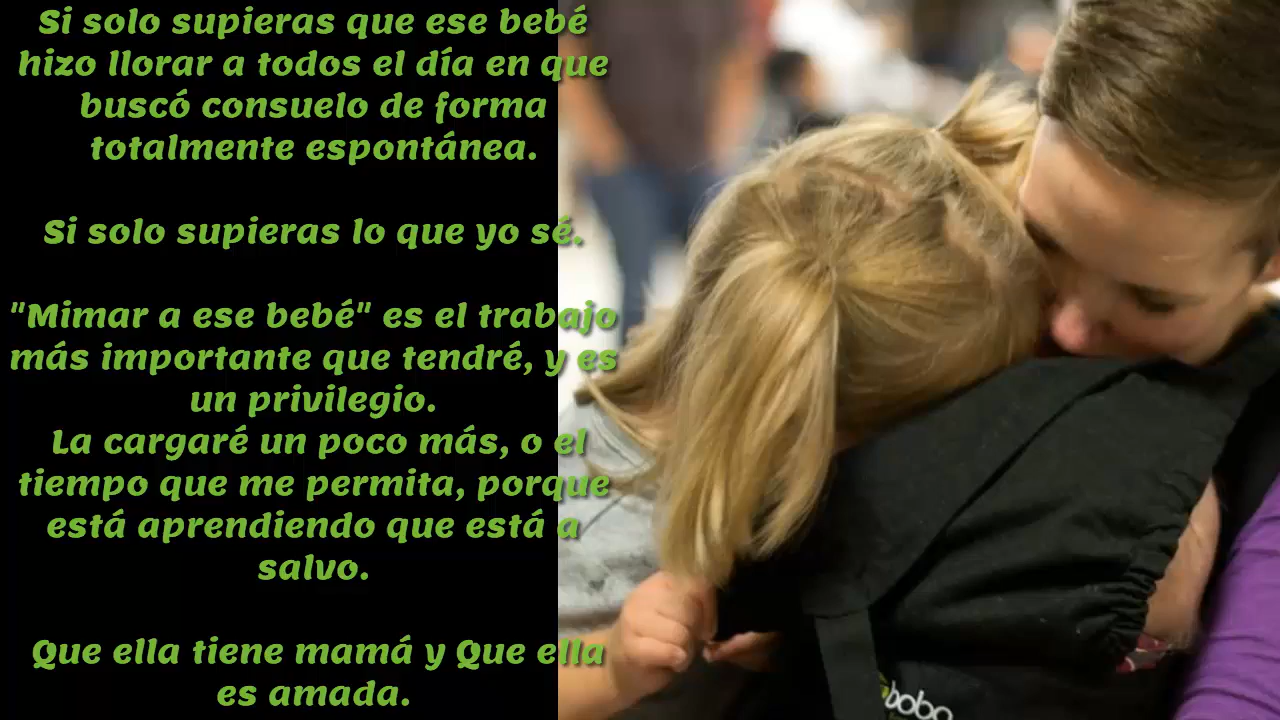 Si solo supieras que ese bebé
hizo llorar a todos el día en que
buscó consuelo de forma
totalmente espontánea.
Si solo supieras lo que yo sé.
"Mimar a ese bebé" es el trabajo
más importante que tendré, y es
un privilegio.
La cargaré un poco más, o el
tiempo que me permita, porque
está aprendiendo que está a
salvo.
Que ella tiene mamá y Que ella
es amada.
boba